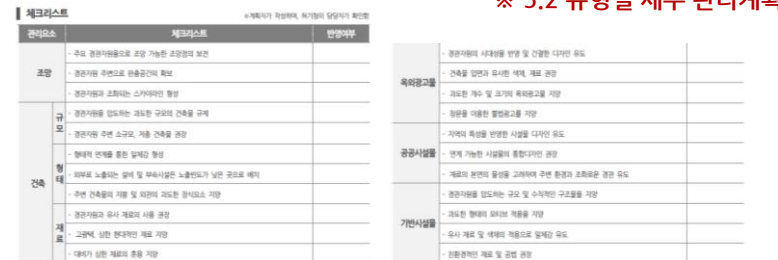 ※ 5.2 유형별 세부 관리계획
체크리스트
※계획자가 작성하며, 허가청의 담당자가 확인함
관리요소 체크리스트 반영여부
조망
- 주요 경관자원으로 조망 가능한 조망점의 보전
- 경관자원 주변으로 완충공간의 확보
- 경관자원과 조화되는 스카이라인 형성
건축
규모
- 경관자원을 압도하는 과도한 규모의 건축물 규제
- 경관자원 주변 소규모, 저층 건축물 권장
형태
- 형태적 연계를 통한 일체감 형성
- 외부로 노출되는 설비 및 부속시설은 노출빈도가 낮은 곳으로 배치
- 주변 건축물의 지붕 및 외관의 과도한 장식요소 지양
재료
- 경관자원과 유사 재료의 사용 권장
- 고광택, 심한 현대적인 재료 지양
- 대비가 심한 재료의 혼용 지양
옥외광고물
- 경관자원의 시대성을 반영 및 간결한 디자인 유도
- 건축물 입면과 유사한 색채, 재료 권장
- 과도한 개수 및 크기의 옥외광고물 지양
- 창문을 이용한 불법광고물 지양
공공시설물
- 지역의 특성을 반영한 시설물 디자인 유도
- 연계 가능한 시설물의 통합디자인 권장
- 재료의 본연의 물성을 고려하여 주변 환경과 조화로운 경관 유도
기반시설물
- 경관자원을 압도하는 규모 및 수직적인 구조물을 지양
- 과도한 형태의 모티브 적용을 지양
- 유사 재료 및 색채의 적용으로 일체감 유도
- 친환경적인 재료 및 공법 권장